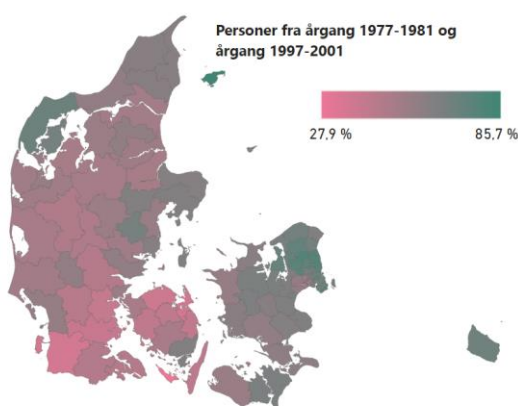 Personer fra årgang 1977-1981 og
årgang 1997-2001
27,9 %
85,7 %